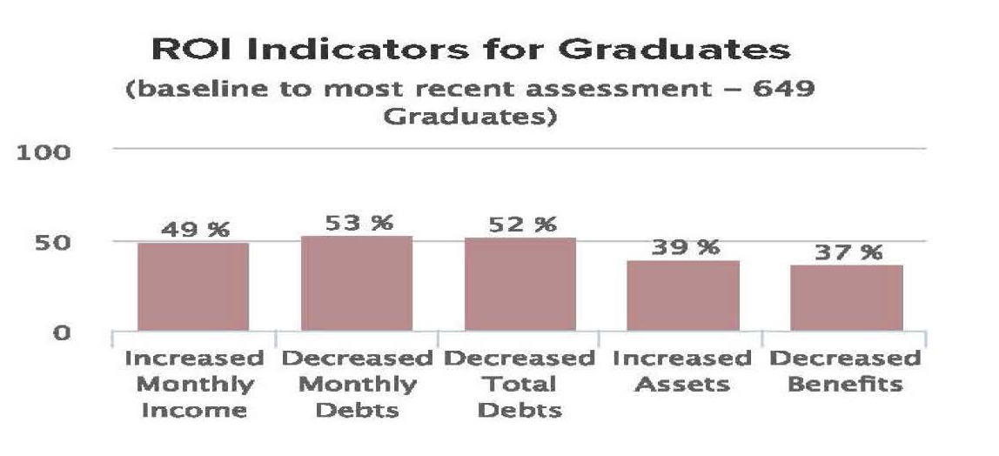 ROI Indicators for Graduates
(baseline to most recent assessment – 649
Graduates)
100
50
0
49 %
53 %
52 %
39 %
37 %
Increased
Monthly
Income
Decreased
Monthly
Debts
Decreased
Total
Debts
Increased
Assets
Decreased
Benefits